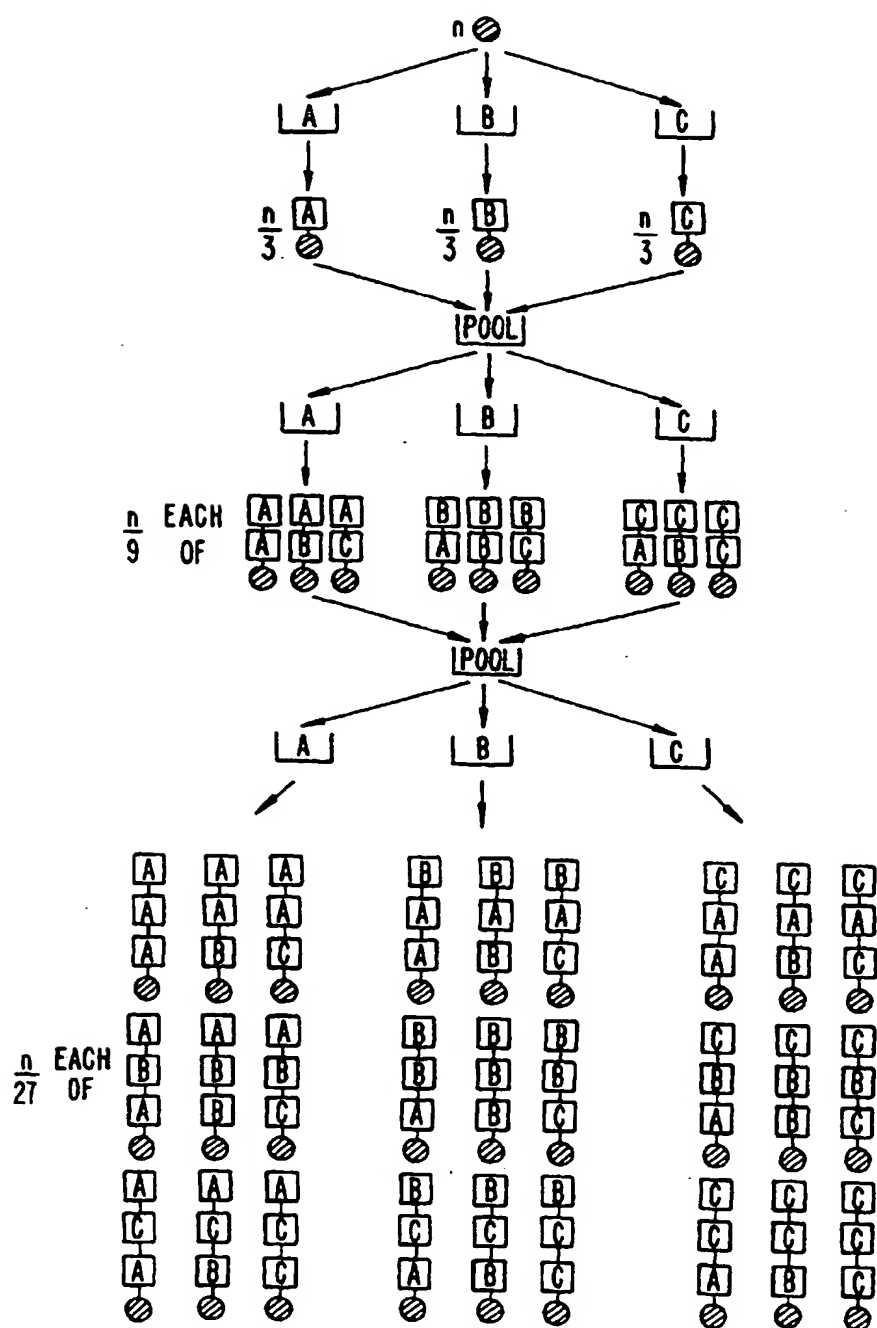 n
A B C
n/3 A n/3 B n/3 C
POOL
A B C
A A A B B B C C C
n/9 EACH OF A B C A B C A B C
POOL
A B C
A A A B B B C C C
A A A A A A A A A
A B C A B C A B C
A A A B B B C C C
n/27 EACH OF B B B B B B B B B
A B C A B C A B C
A A A B B B C C C
C C C C C C C C C
A B C A B C A B C